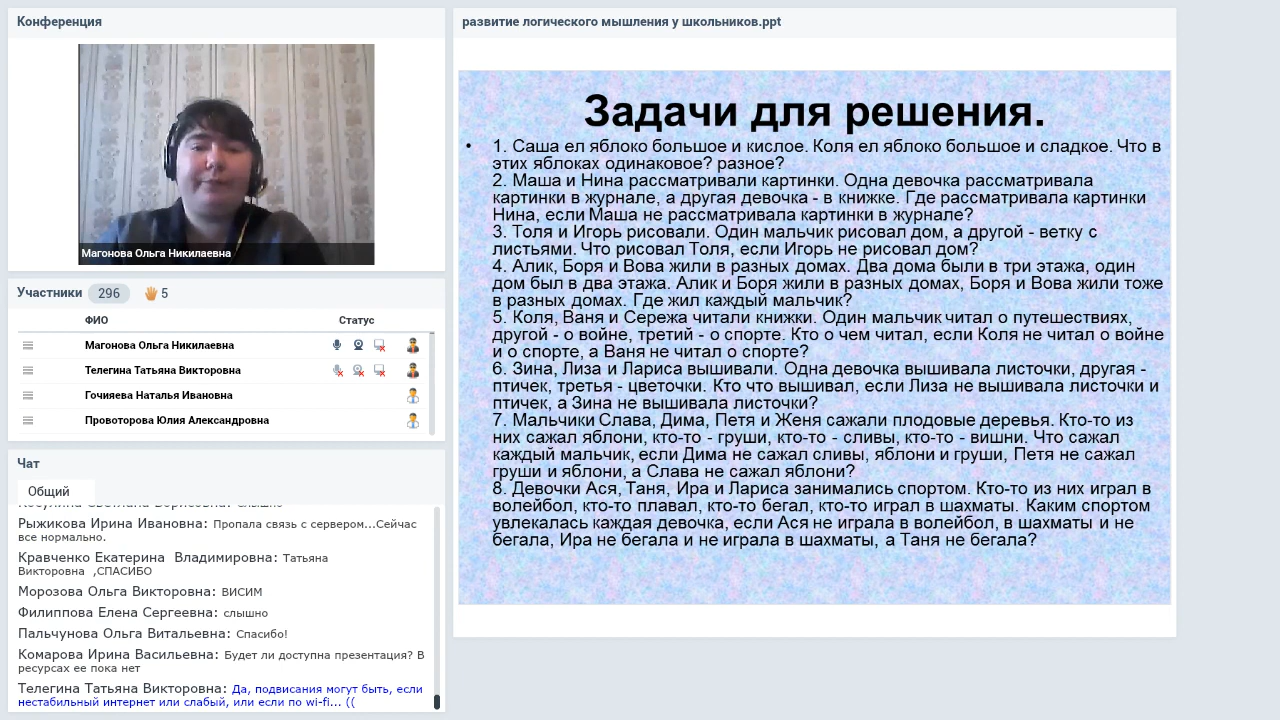 Конференция
Магонова Ольга Никилаевна
Участники 296 5
ФИО Статус
Магонова Ольга Никилаевна
Телегина Татьяна Викторовна
Гочияева Наталья Ивановна
Провоторова Юлия Александровна
Чат
Общий
Рыжикова Ирина Ивановна: Пропала связь с сервером...Сейчас
все нормально.
Кравченко Екатерина Владимировна: Татьяна
Викторовна ,СПАСИБО
Морозова Ольга Викторовна: ВИСИМ
Филиппова Елена Сергеевна: слышно
Пальчунова Ольга Витальевна: Спасибо!
Комарова Ирина Васильевна: Будет ли доступна презентация? В
ресурсах ее пока нет
Телегина Татьяна Викторовна: Да, подвисания могут быть, если
нестабильный интернет или слабый, или если по wi-fi... ((
развитие логического мышления у школьников.ppt
Задачи для решения.
• 1. Саша ел яблоко большое и кислое. Коля ел яблоко большое и сладкое. Что в
этих яблоках одинаковое? разное?
2. Маша и Нина рассматривали картинки. Одна девочка рассматривала
картинки в журнале, а другая девочка - в книжке. Где рассматривала картинки
Нина, если Маша не рассматривала картинки в журнале?
3. Толя и Игорь рисовали. Один мальчик рисовал дом, а другой - ветку с
листьями. Что рисовал Толя, если Игорь не рисовал дом?
4. Алик, Боря и Вова жили в разных домах. Два дома были в три этажа, один
дом был в два этажа. Алик и Боря жили в разных домах, Боря и Вова жили тоже
в разных домах. Где жил каждый мальчик?
5. Коля, Ваня и Сережа читали книжки. Один мальчик читал о путешествиях,
другой - о войне, третий - о спорте. Кто о чем читал, если Коля не читал о войне
и о спорте, а Ваня не читал о спорте?
6. Зина, Лиза и Лариса вышивали. Одна девочка вышивала листочки, другая -
птичек, третья - цветочки. Кто что вышивал, если Лиза не вышивала листочки и
птичек, а Зина не вышивала листочки?
7. Мальчики Слава, Дима, Петя и Женя сажали плодовые деревья. Кто-то из
них сажал яблони, кто-то - груши, кто-то - сливы, кто-то - вишни. Что сажал
каждый мальчик, если Дима не сажал сливы, яблони и груши, Петя не сажал
груши и яблони, а Слава не сажал яблони?
8. Девочки Ася, Таня, Ира и Лариса занимались спортом. Кто-то из них играл в
волейбол, кто-то плавал, кто-то бегал, кто-то играл в шахматы. Каким спортом
увлекалась каждая девочка, если Ася не играла в волейбол, в шахматы и не
бегала, Ира не бегала и не играла в шахматы, а Таня не бегала?